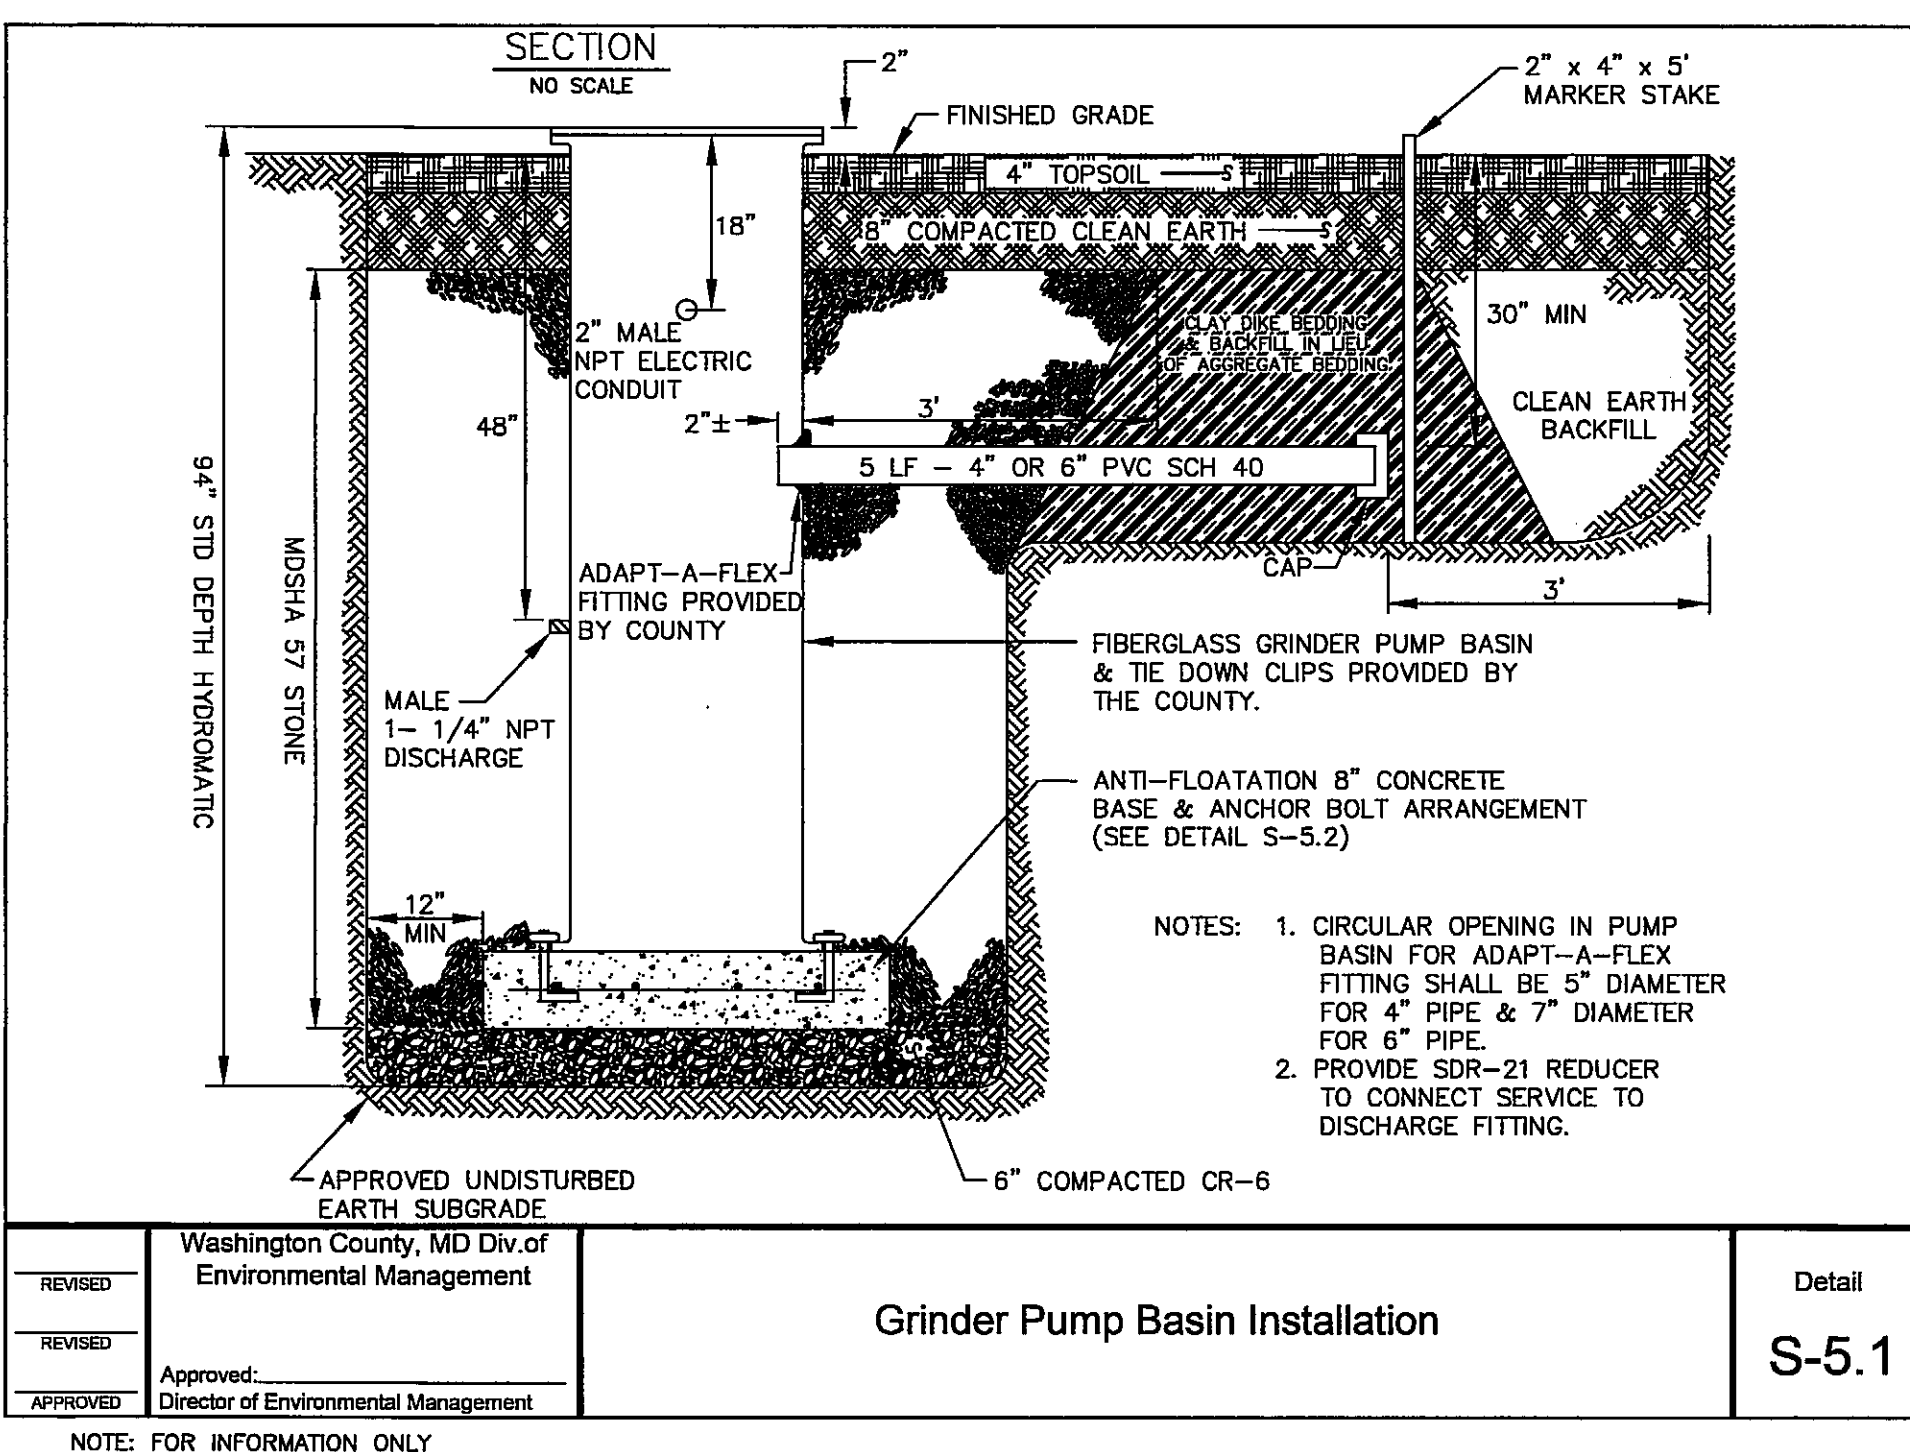 SECTION
NO SCALE
2"
2" x 4" x 5'
MARKER STAKE
FINISHED GRADE
4" TOPSOIL
18"
8" COMPACTED CLEAN EARTH
2" MALE
NPT ELECTRIC
CONDUIT
30" MIN
CLAY DIKE BEDDING
& BACKFILL IN LIEU
OF AGGREGATE BEDDING.
CLEAN EARTH
BACKFILL
48"
2"±
3'
5 LF – 4" OR 6" PVC SCH 40
94" STD DEPTH HYDROMATIC
MDSHA 57 STONE
ADAPT–A–FLEX
FITTING PROVIDED
BY COUNTY
CAP
3'
MALE
1– 1/4" NPT
DISCHARGE
FIBERGLASS GRINDER PUMP BASIN
& TIE DOWN CLIPS PROVIDED BY
THE COUNTY.
ANTI–FLOATATION 8" CONCRETE
BASE & ANCHOR BOLT ARRANGEMENT
(SEE DETAIL S–5.2)
12"
MIN
NOTES: 1. CIRCULAR OPENING IN PUMP
BASIN FOR ADAPT–A–FLEX
FITTING SHALL BE 5" DIAMETER
FOR 4" PIPE & 7" DIAMETER
FOR 6" PIPE.
2. PROVIDE SDR–21 REDUCER
TO CONNECT SERVICE TO
DISCHARGE FITTING.
APPROVED UNDISTURBED
EARTH SUBGRADE
6" COMPACTED CR–6
REVISED
REVISED
APPROVED
Washington County, MD Div.of
Environmental Management
Approved:
Director of Environmental Management
Grinder Pump Basin Installation
Detail
S-5.1
NOTE: FOR INFORMATION ONLY